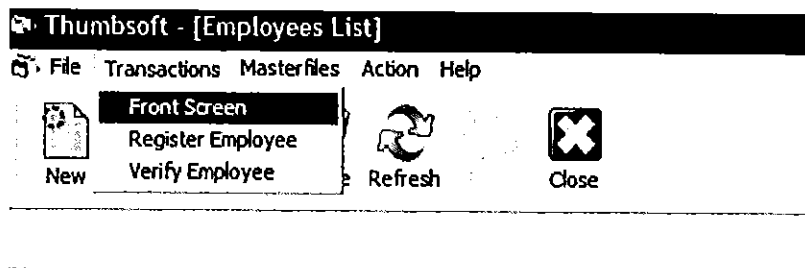 Thumbsoft - [Employees List]
File Transactions Masterfiles Action Help
Front Screen
Register Employee
Verify Employee
New Refresh Close